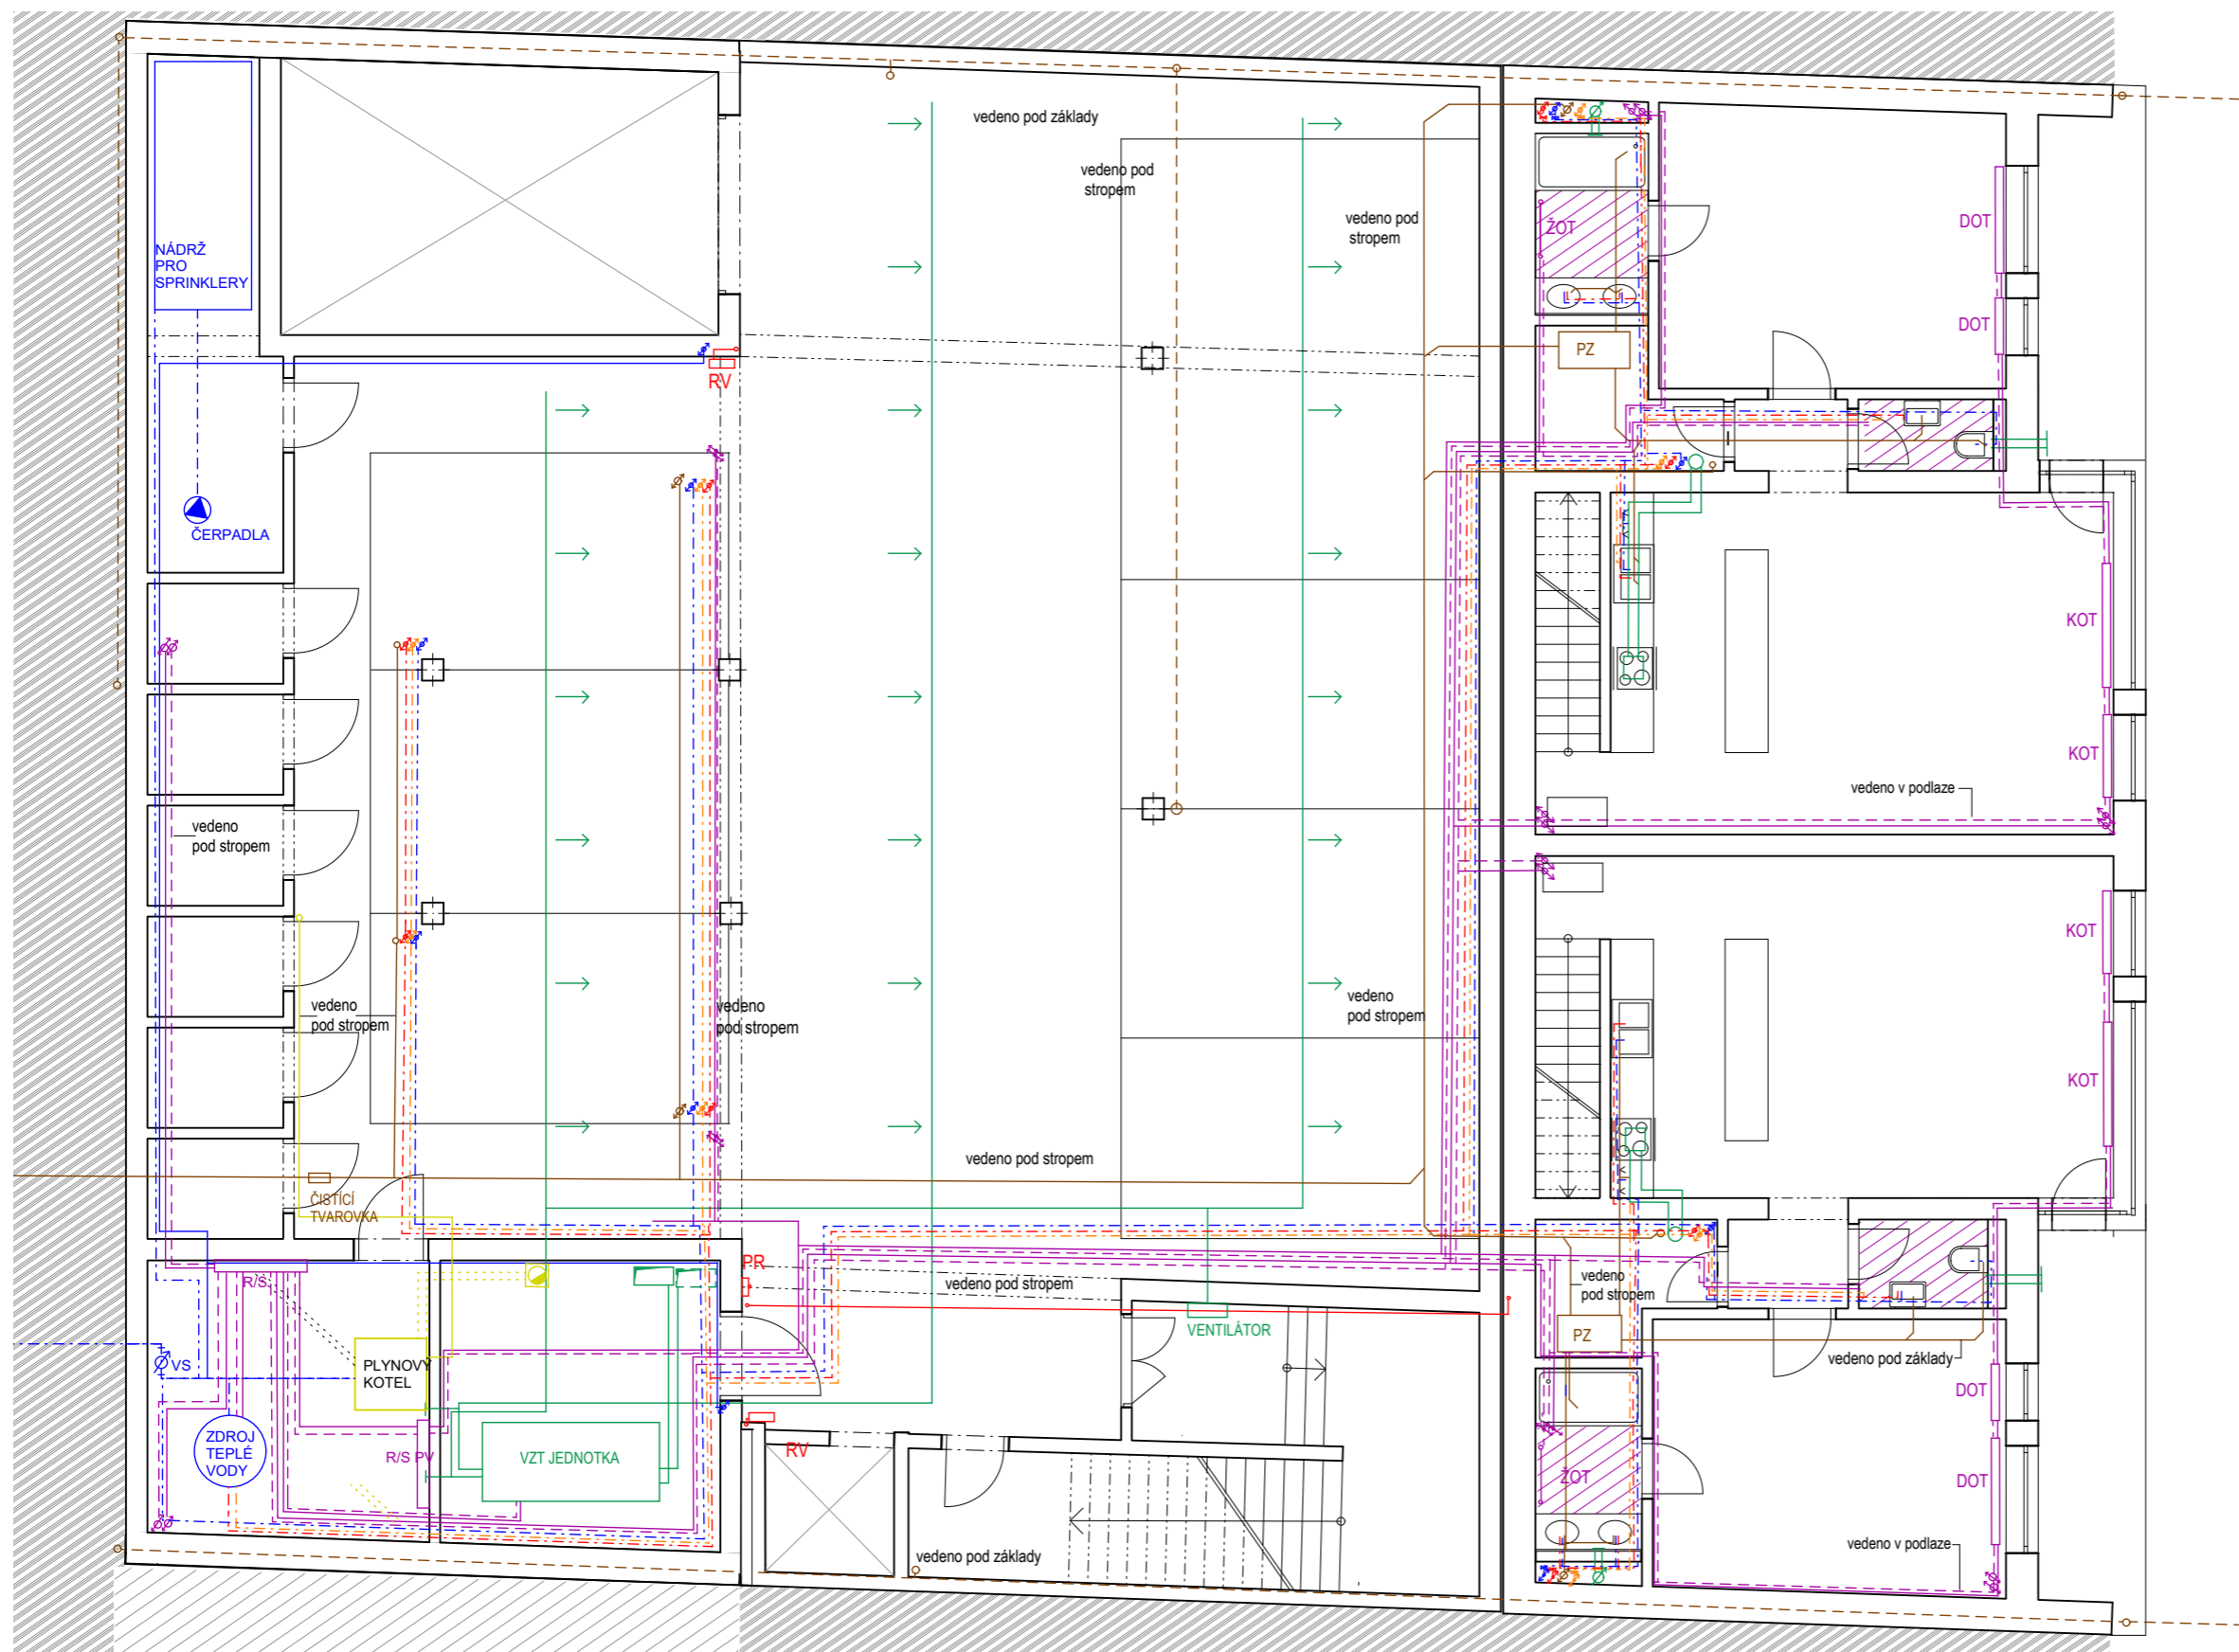 vedeno pod základy
vedeno pod
stropem
vedeno pod
stropem
ŽOT
DOT
NÁDRŽ
PRO
SPRINKLERY
DOT
PZ
RV
ČERPADLA
KOT
KOT
vedeno v podlaze
vedeno
pod stropem
KOT
vedeno
pod stropem
vedeno
pod stropem
vedeno
pod stropem
KOT
vedeno pod stropem
ČISTÍCÍ
TVAROVKA
PR
R/S
vedeno pod stropem
vedeno
pod stropem
VENTILÁTOR
PZ
VS
PLYNOVÝ
KOTEL
vedeno pod základy
DOT
ZDROJ
TEPLÉ
VODY
R/S PV
VZT JEDNOTKA
RV
ŽOT
DOT
vedeno v podlaze
vedeno pod základy